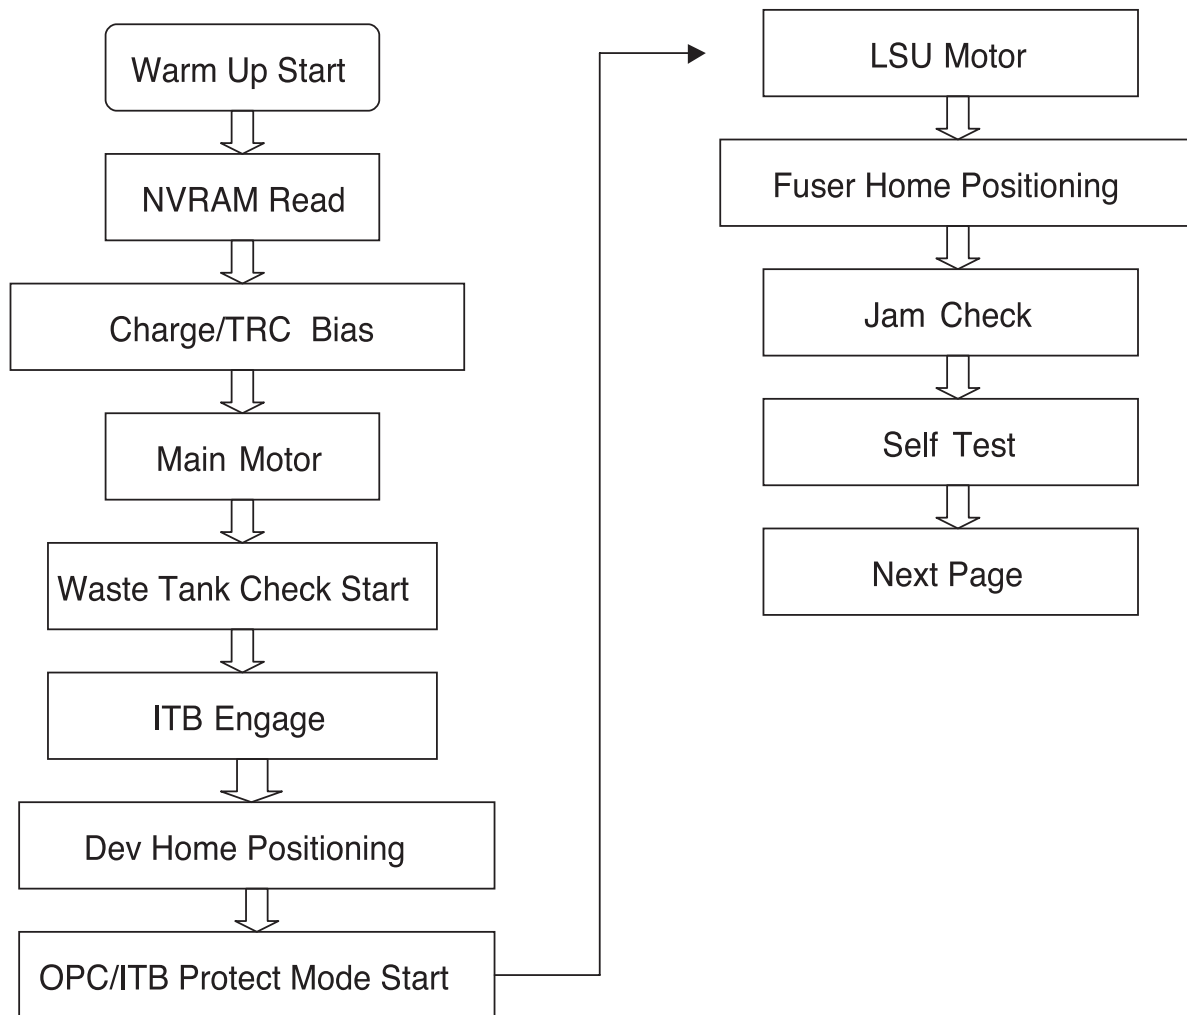 Warm Up Start
NVRAM Read
Charge/TRC Bias
Main Motor
Waste Tank Check Start
ITB Engage
Dev Home Positioning
OPC/ITB Protect Mode Start
LSU Motor
Fuser Home Positioning
Jam Check
Self Test
Next Page